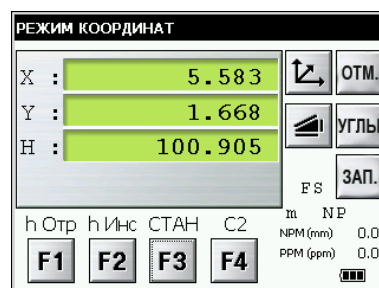 РЕЖИМ КООРДИНАТ
X : 5.583
Y : 1.668
H : 100.905
ОТМ.
УГЛЫ
ЗАП.
FS
m NP
NPM (mm) 0.0
PPM (ppm) 0.0
h Отр h Инс СТАН C2
F1 F2 F3 F4